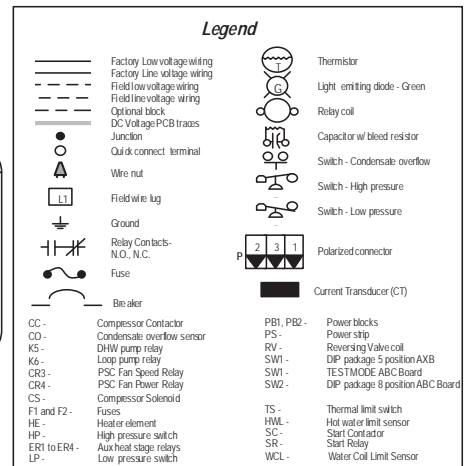 Legend
Factory Low voltage wiring
Factory Line voltage wiring
Field low voltage wiring
Field line voltage wiring
Optional block
DC Voltage PCB traces
Junction
Quick connect terminal
Wire nut
L1 Field wire lug
Ground
Relay Contacts-
N.O., N.C.
Fuse
Breaker
T Thermistor
G Light emitting diode - Green
Relay coil
Capacitor w/ bleed resistor
Switch - Condensate overflow
Switch - High pressure
Switch - Low pressure
P 2 3 1 Polarized connector
Current Transducer (CT)
CC - Compressor Contactor
CO - Condensate overflow sensor
K5 - DHW pump relay
K6 - Loop pump relay
CR3 - PSC Fan Speed Relay
CR4 - PSC Fan Power Relay
CS - Compressor Solenoid
F1 and F2 - Fuses
HE - Heater element
HP - High pressure switch
ER1 to ER4 - Aux heat stage relays
LP - Low pressure switch
PB1, PB2 - Power blocks
PS - Power strip
RV - Reversing Valve coil
SW1 - DIP package 5 position AXB
SW1 - TEST MODE ABC Board
SW2 - DIP package 8 position ABC Board
TS - Thermal limit switch
HWL - Hot water limit sensor
SC - Start Contactor
SR - Start Relay
WCL - Water Coil Limit Sensor